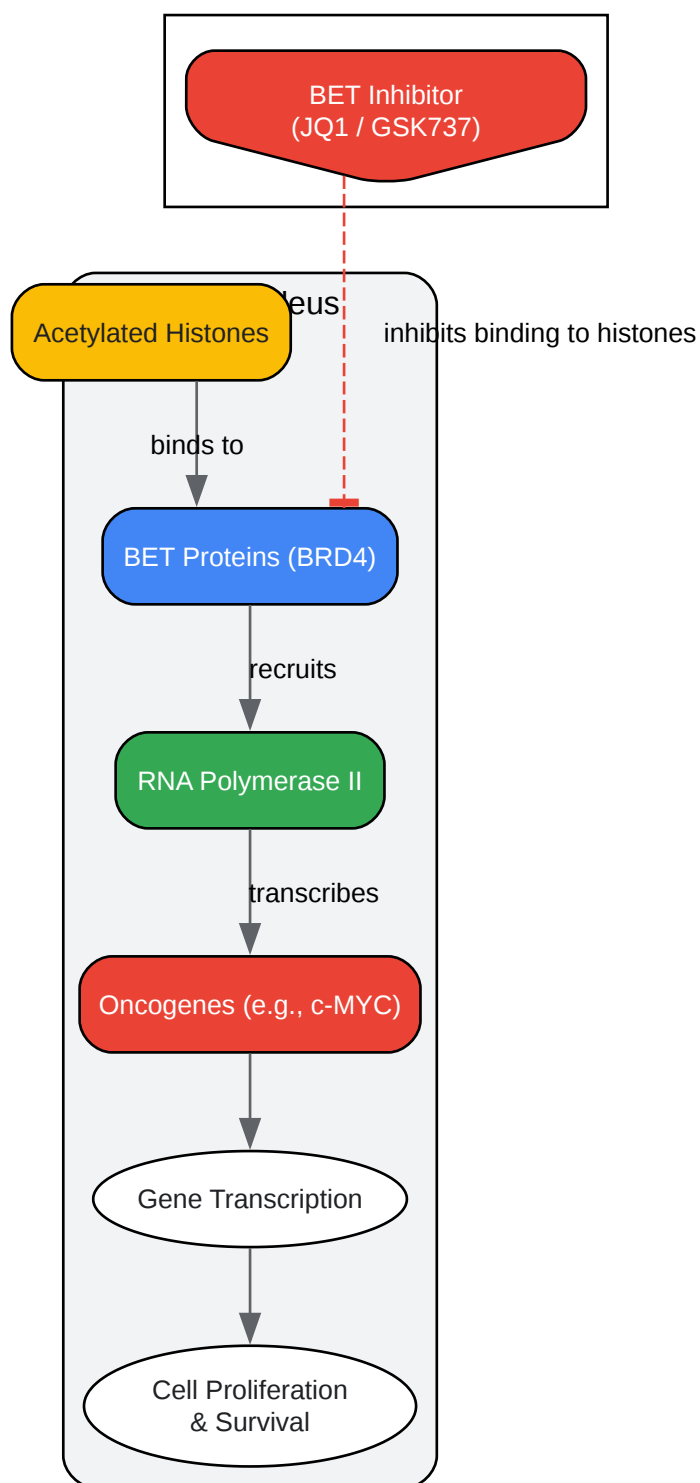 BET Inhibitor
(JQ1 / GSK737)
Acetylated Histones
inhibits binding to histones
binds to
BET Proteins (BRD4)
recruits
RNA Polymerase II
transcribes
Oncogenes (e.g., c-MYC)
Gene Transcription
Cell Proliferation
& Survival